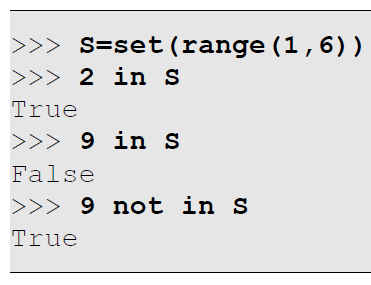 >>> S=set(range(1,6))
>>> 2 in S
True
>>> 9 in S
False
>>> 9 not in S
True